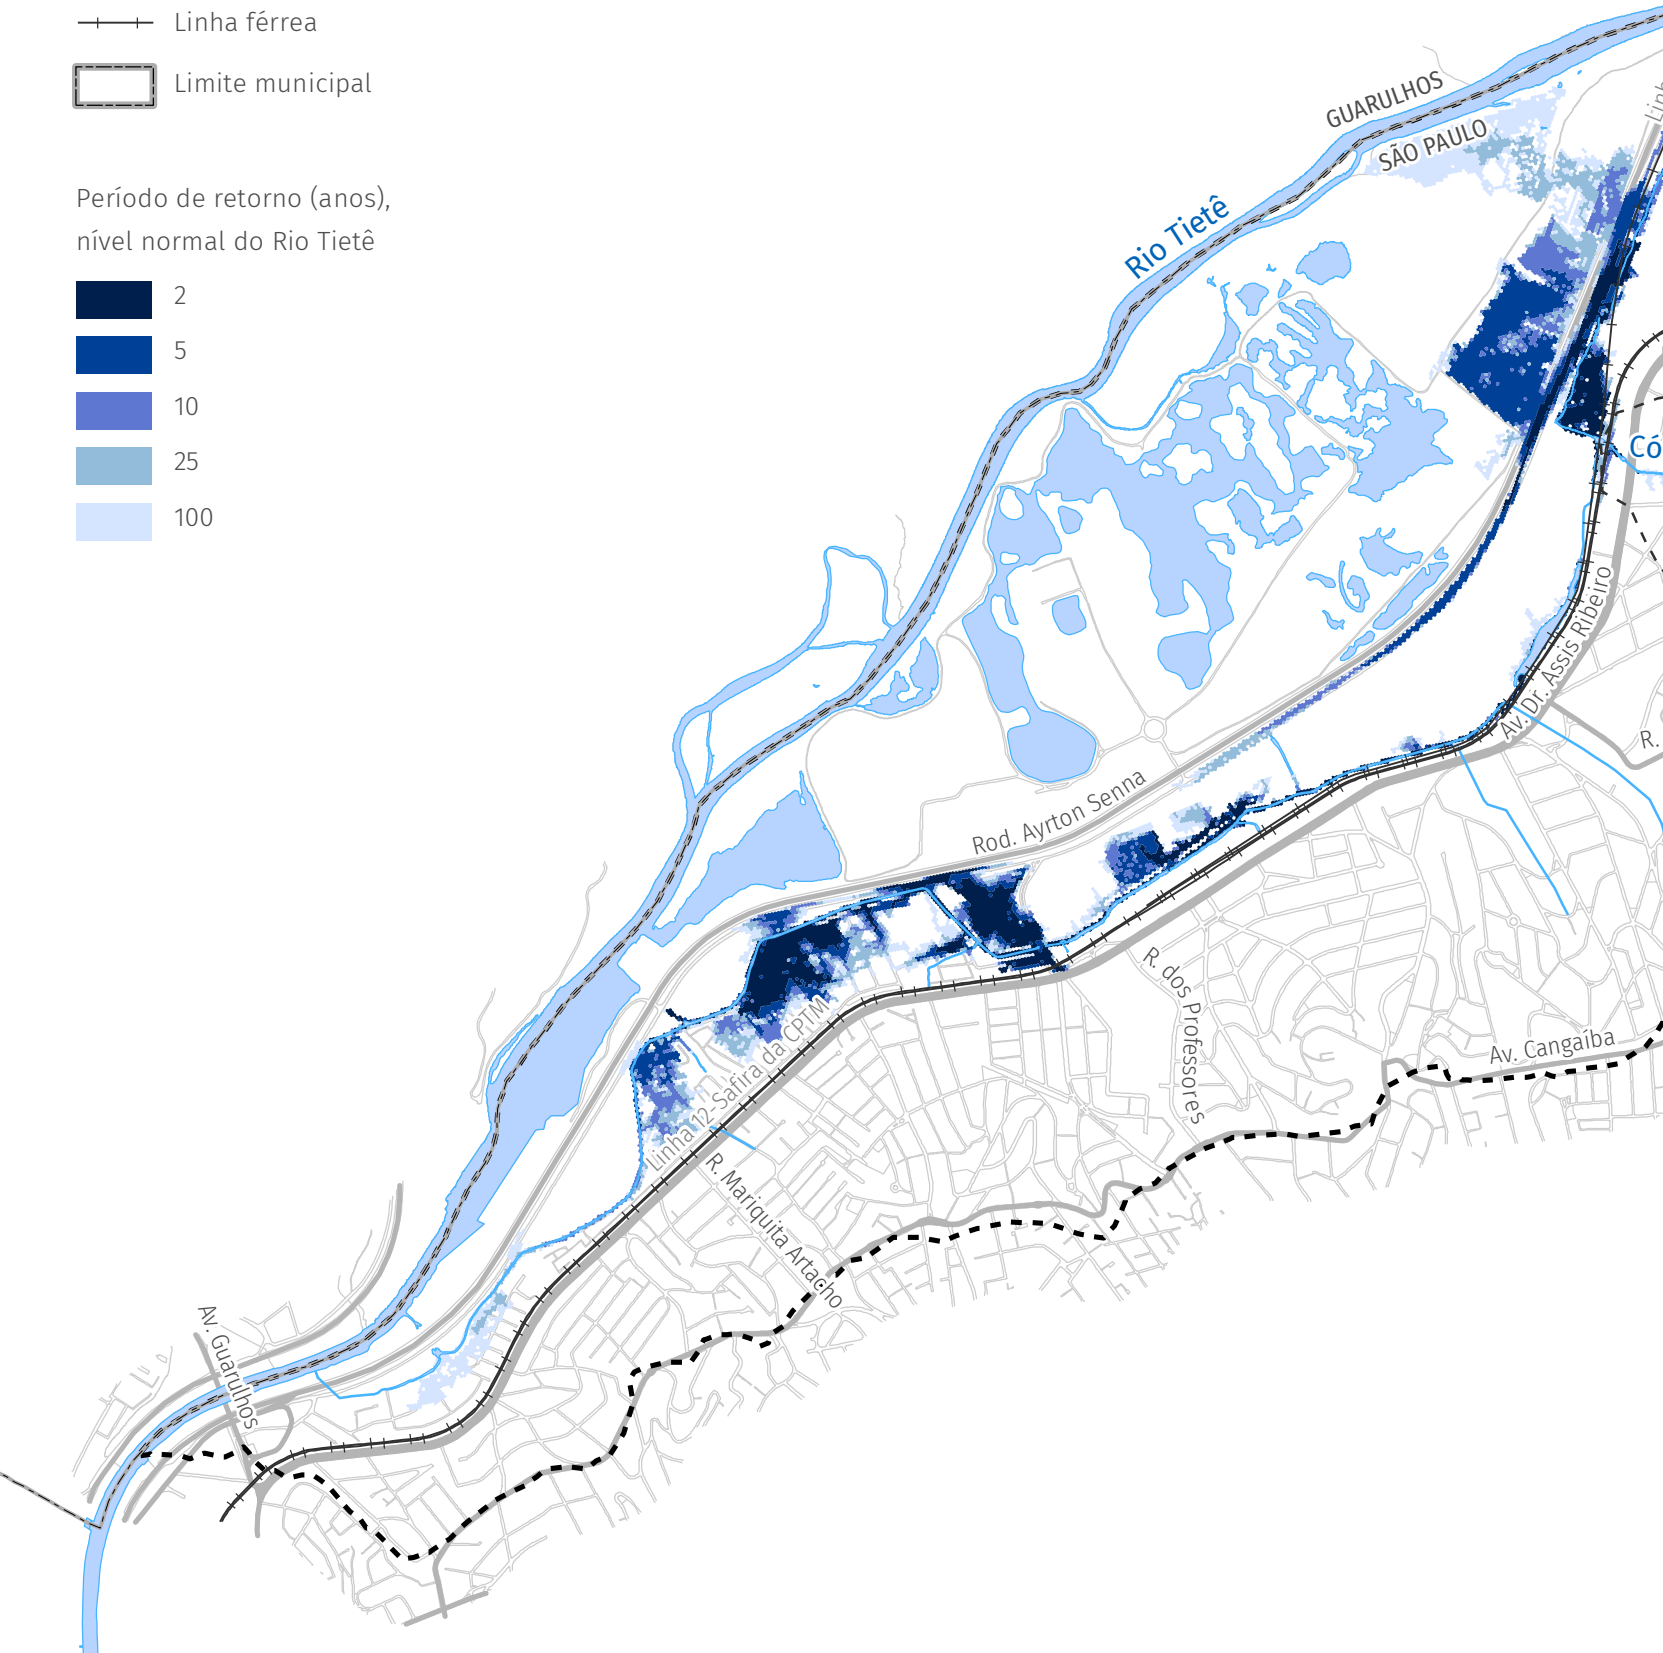 Linha férrea
Limite municipal
Período de retorno (anos),
nível normal do Rio Tietê
2
5
10
25
100
GUARULHOS
SÃO PAULO
Rio Tietê
Rod. Ayrton Senna
Av. Dr. Assis Ribeiro
R. dos Professores
Av. Cangaíba
Linha 12-Safira da CPTM
R. Mariquita Artacho
Av. Guarulhos
Có
R.
Linh